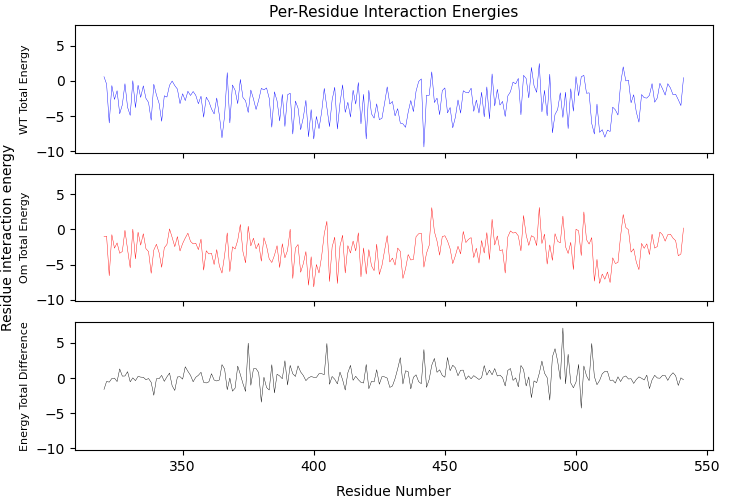 Per-Residue Interaction Energies
Residue interaction energy
WT Total Energy
5
0
−5
−10
Om Total Energy
5
0
−5
−10
Energy Total Difference
5
0
−5
−10
350
400
450
500
550
Residue Number